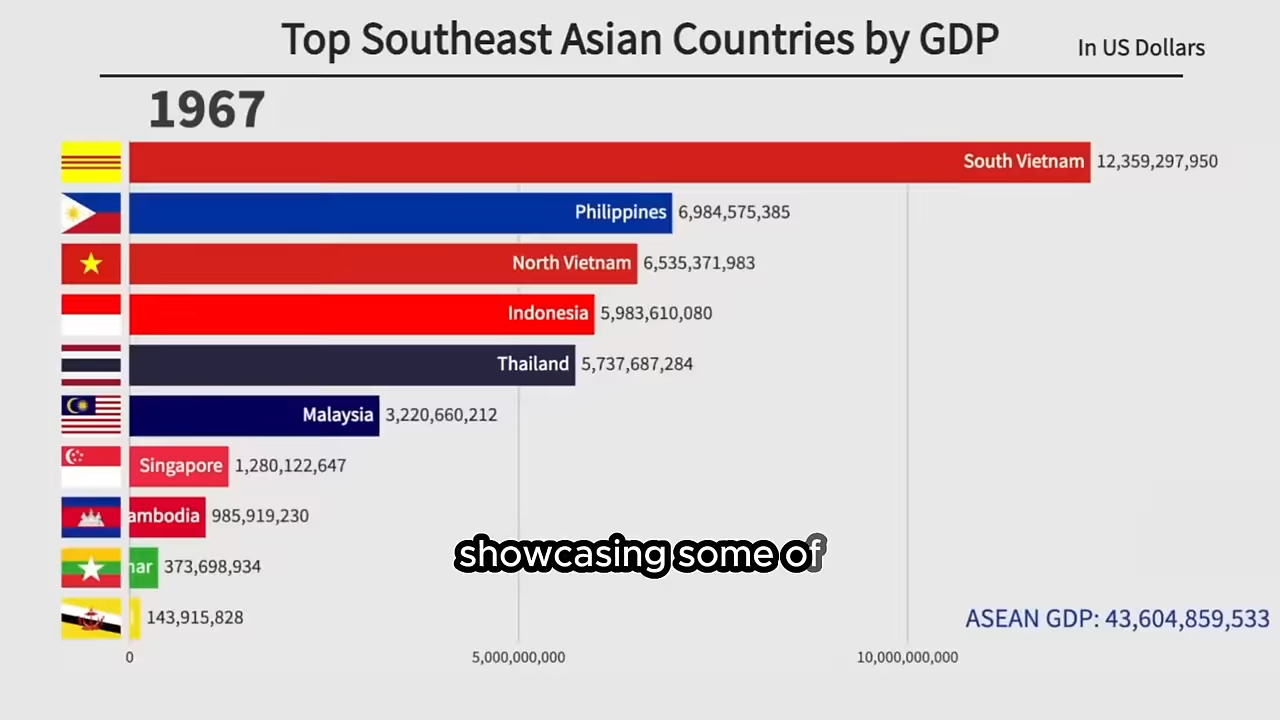 Top Southeast Asian Countries by GDP
In US Dollars
1967
South Vietnam 12,359,297,950
Philippines 6,984,575,385
North Vietnam 6,535,371,983
Indonesia 5,983,610,080
Thailand 5,737,687,284
Malaysia 3,220,660,212
Singapore 1,280,122,647
ambodia 985,919,230
nar 373,698,934
143,915,828
showcasing some of
ASEAN GDP: 43,604,859,533
0 5,000,000,000 10,000,000,000